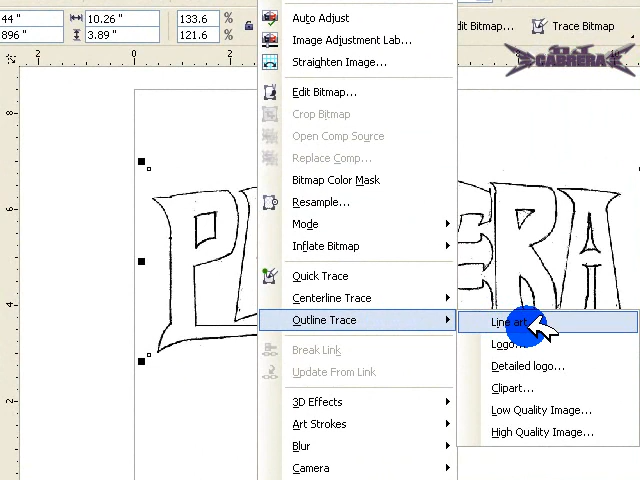 44 "
10.26 "
133.6
896 "
3.89 "
121.6
dit Bitmap...
Trace Bitmap
CABRERA
2
0
2
8
6
4
2
Auto Adjust
Image Adjustment Lab...
Straighten Image...
Edit Bitmap...
Crop Bitmap
Open Comp Source
Replace Comp...
Bitmap Color Mask
Resample...
Mode
Inflate Bitmap
Quick Trace
Centerline Trace
Outline Trace
Break Link
Update From Link
3D Effects
Art Strokes
Blur
Camera
Line art
Logo...
Detailed logo...
Clipart...
Low Quality Image...
High Quality Image...
P
ERA